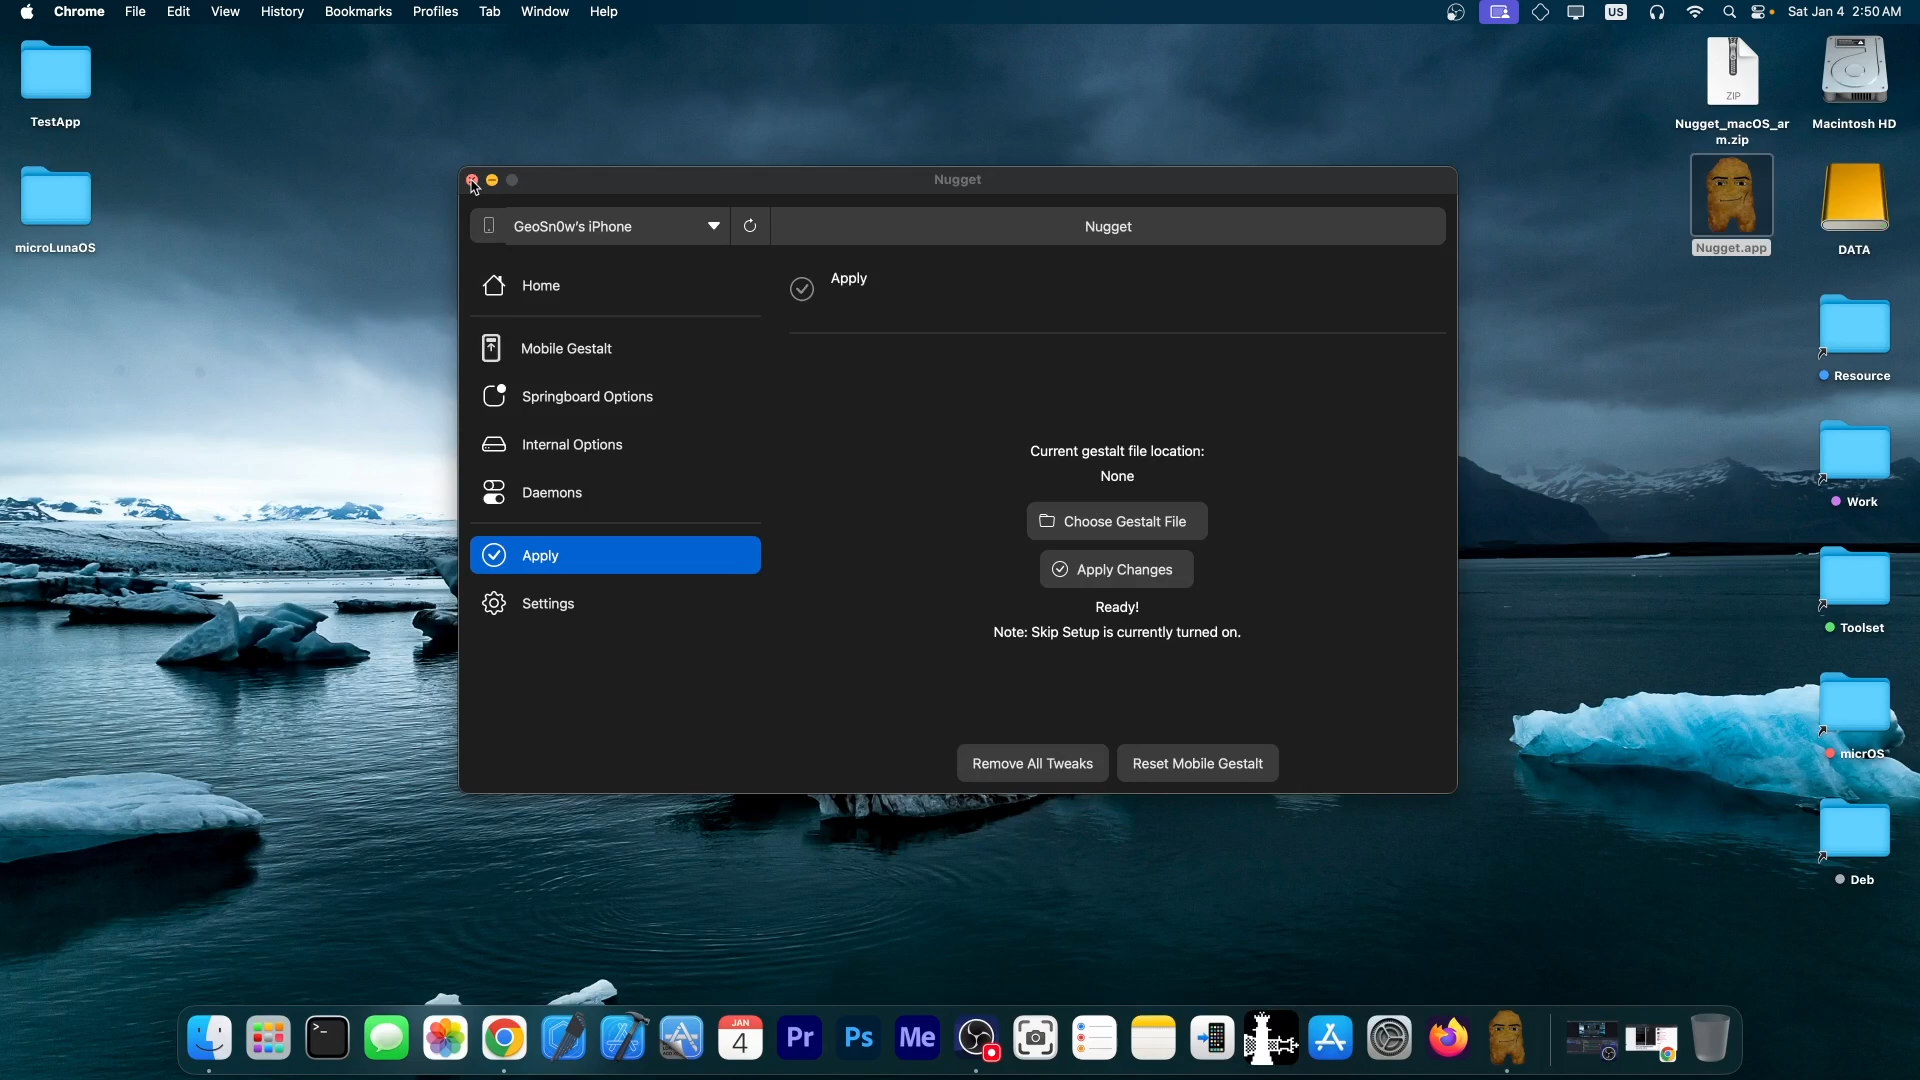 Chrome File Edit View History Bookmarks Profiles Tab Window Help
US Sat Jan 4 2:50 AM
TestApp
microLunaOS
ZIP
Nugget_macOS_ar
m.zip
Macintosh HD
Nugget.app
DATA
Resource
Work
Toolset
micrOS
Deb
Nugget
GeoSn0w's iPhone
Nugget
Home
Mobile Gestalt
Springboard Options
Internal Options
Daemons
Apply
Settings
Apply
Current gestalt file location:
None
Choose Gestalt File
Apply Changes
Ready!
Note: Skip Setup is currently turned on.
Remove All Tweaks
Reset Mobile Gestalt
>_
JAN
4
Pr
Ps
Me